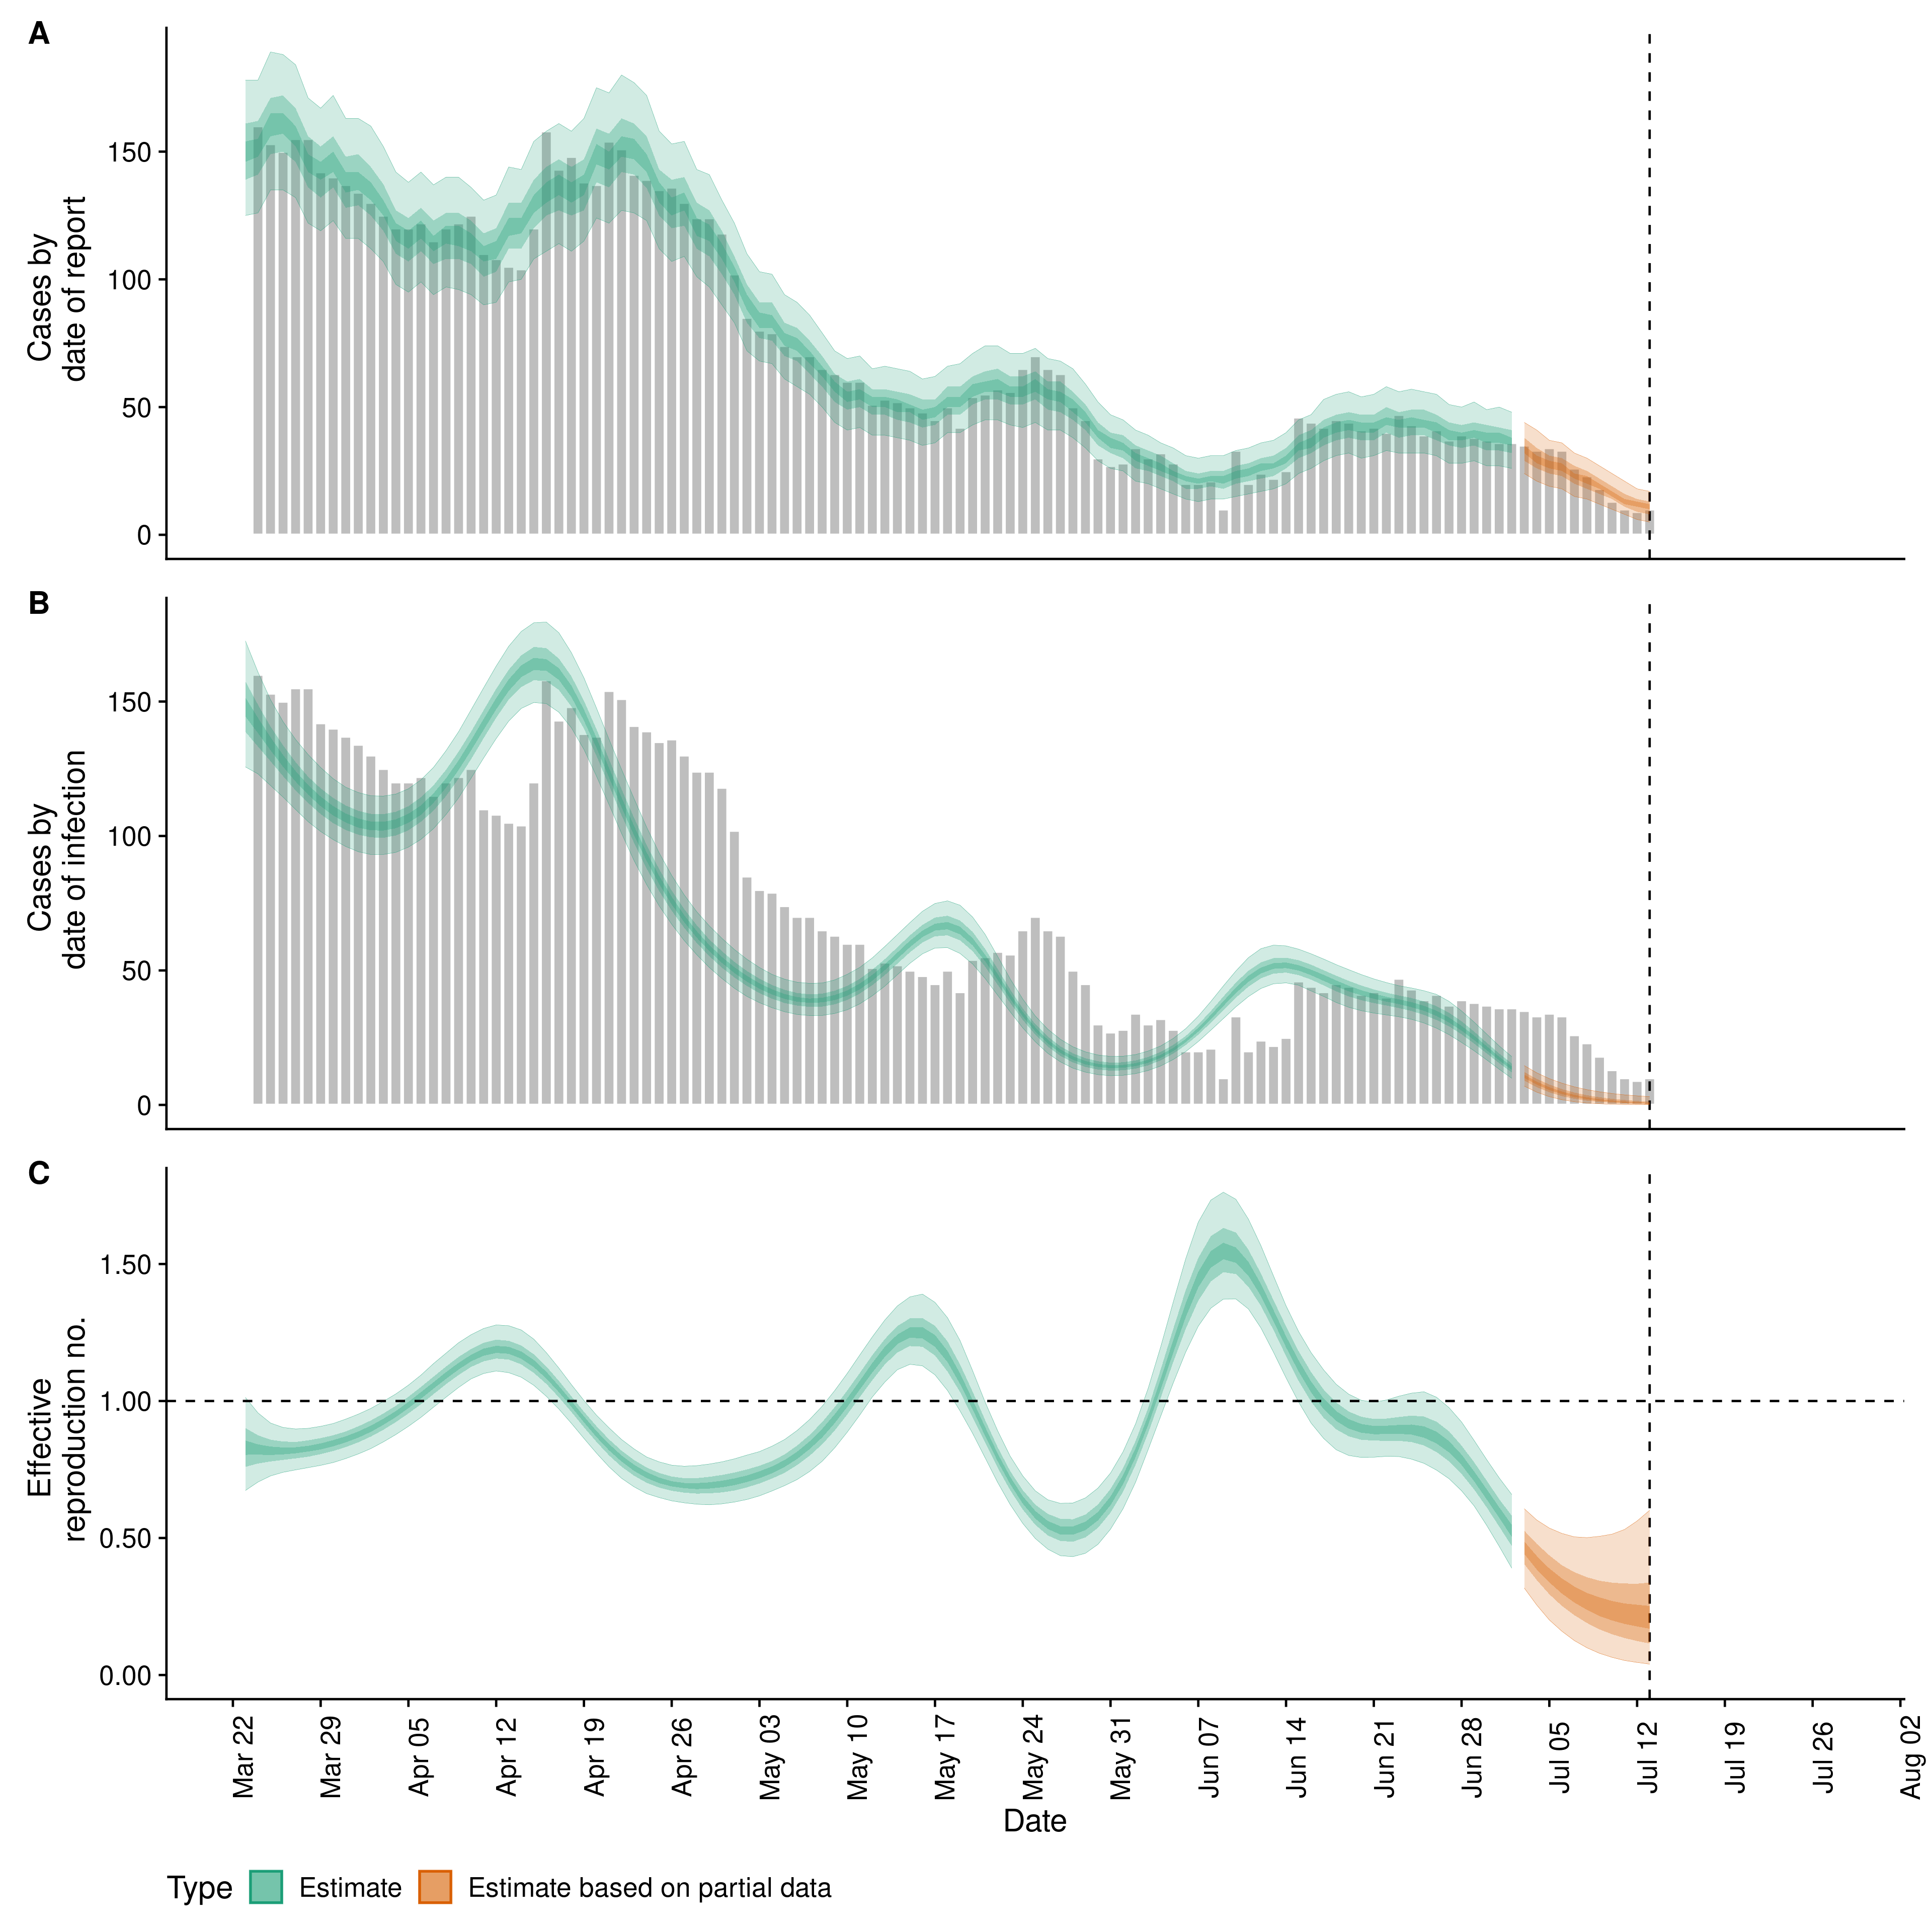 A
Cases by
date of report
150
100
50
0
B
Cases by
date of infection
150
100
50
0
C
Effective
reproduction no.
1.50
1.00
0.50
0.00
Mar 22
Mar 29
Apr 05
Apr 12
Apr 19
Apr 26
May 03
May 10
May 17
May 24
May 31
Jun 07
Jun 14
Jun 21
Jun 28
Jul 05
Jul 12
Jul 19
Jul 26
Aug 02
Date
Type Estimate Estimate based on partial data